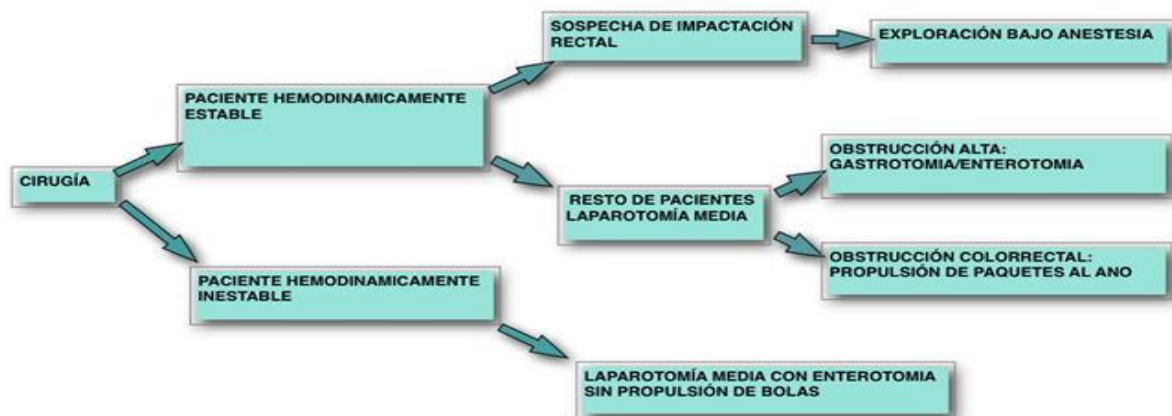 SOSPECHA DE IMPACTACIÓN
RECTAL
EXPLORACIÓN BAJO ANESTESIA
PACIENTE HEMODINAMICAMENTE
ESTABLE
OBSTRUCCIÓN ALTA:
GASTROTOMIA/ENTEROTOMIA
CIRUGÍA
RESTO DE PACIENTES
LAPAROTOMÍA MEDIA
OBSTRUCCIÓN COLORRECTAL:
PROPULSIÓN DE PAQUETES AL ANO
PACIENTE HEMODINAMICAMENTE
INESTABLE
LAPAROTOMÍA MEDIA CON ENTEROTOMIA
SIN PROPULSIÓN DE BOLAS